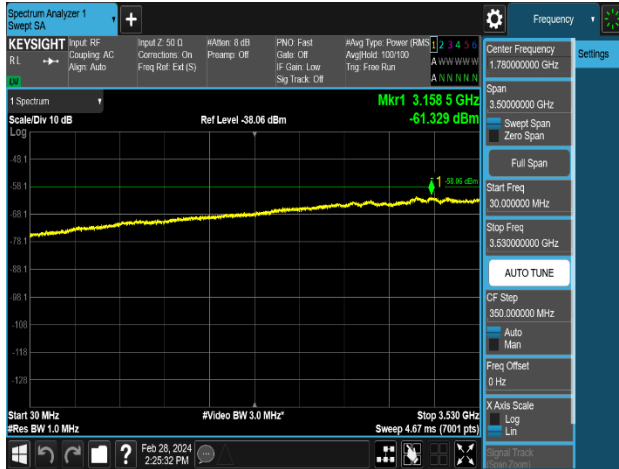 Spectrum Analyzer 1
Swept SA
Frequency
KEYSIGHT
RL
LXI
Input: RF
Coupling: AC
Align: Auto
Input Z: 50 Ω
Corrections: On
Freq Ref: Ext (S)
#Atten: 8 dB
Preamp: Off
PNO: Fast
Gate: Off
IF Gain: Low
Sig Track: Off
#Avg Type: Power (RMS
Avg|Hold: 100/100
Trig: Free Run
1 2 3 4 5 6
A W W W W W
A N N N N N
Settings
1 Spectrum
Scale/Div 10 dB
Log
Ref Level -38.06 dBm
Mkr1 3.158 5 GHz
-61.329 dBm
-48.1
-58.1
-68.1
-78.1
-88.1
-98.1
-108
-118
-128
1
-58.06 dBm
Start 30 MHz
#Res BW 1.0 MHz
#Video BW 3.0 MHz*
Stop 3.530 GHz
Sweep 4.67 ms (7001 pts)
Feb 28, 2024
2:25:32 PM
Center Frequency
1.780000000 GHz
Span
3.50000000 GHz
Swept Span
Zero Span
Full Span
Start Freq
30.000000 MHz
Stop Freq
3.530000000 GHz
AUTO TUNE
CF Step
350.000000 MHz
Auto
Man
Freq Offset
0 Hz
X Axis Scale
Log
Lin
Signal Track
(Span Zoom)